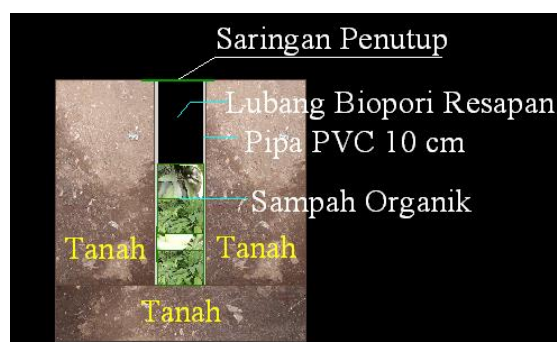 Saringan Penutup
Lubang Biopori Resapan
Pipa PVC 10 cm
Sampah Organik
Tanah
Tanah
Tanah